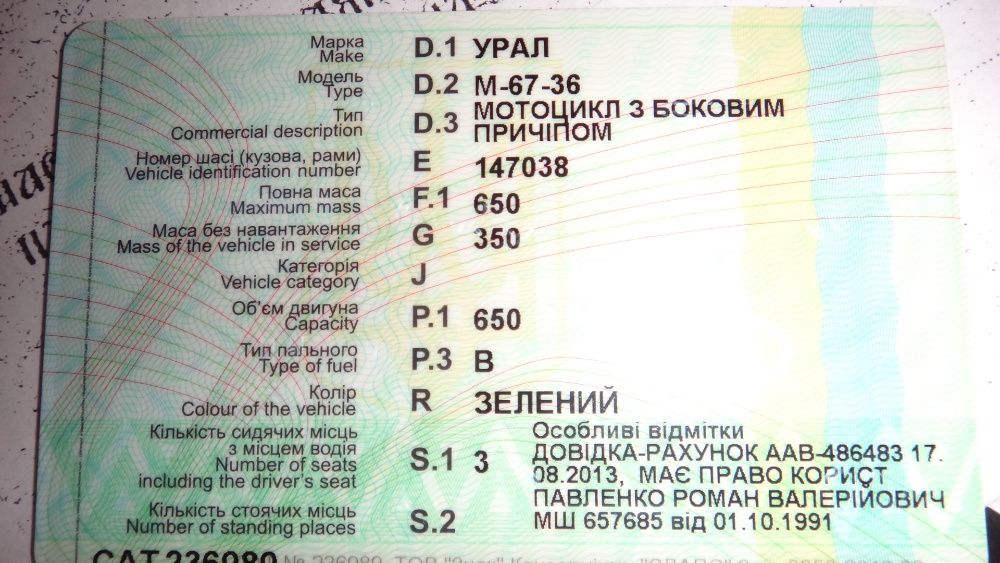 Марка D.1 УРАЛ
Make
Модель D.2 М-67-36
Type
Тип D.3 МОТОЦИКЛ З БОКОВИМ
Commercial description ПРИЧІПОМ
Номер шасі (кузова, рами) E 147038
Vehicle identification number
Повна маса F.1 650
Maximum mass
Маса без навантаження G 350
Mass of the vehicle in service
Категорія J
Vehicle category
Об'єм двигуна P.1 650
Capacity
Тип пального P.3 B
Type of fuel
Колір R ЗЕЛЕНИЙ
Colour of the vehicle
Кількість сидячих місць
з місцем водія S.1 3
Number of seats
including the driver's seat
Особливі відмітки
ДОВІДКА-РАХУНОК ААВ-486483 17.
08.2013, МАЄ ПРАВО КОРИСТ
ПАВЛЕНКО РОМАН ВАЛЕРІЙОВИЧ
МШ 657685 від 01.10.1991
Кількість стоячих місць S.2
Number of standing places
САТ 236989 № 236989